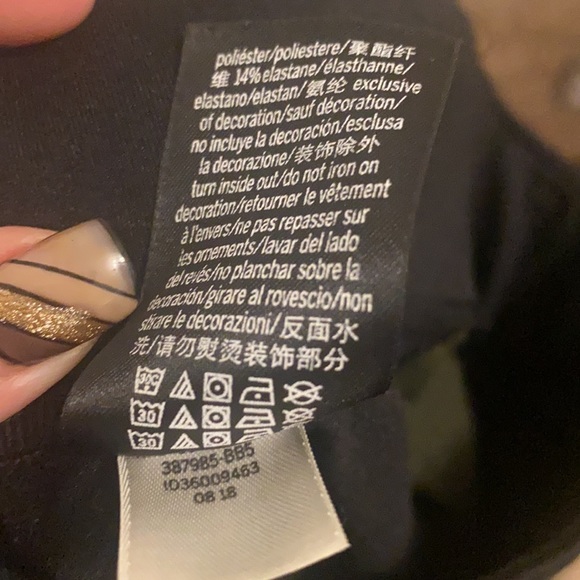 poliéster/poliestere/聚酯纤
维 14% elastane/élasthanne/
elastano/elastan/氨纶 exclusive
of decoration/sauf décoration/
no incluye la decoración/esclusa
la decorazione/装饰除外
turn inside out/do not iron on
decoration/retourner le vêtement
à l'envers/ne pas repasser sur
les ornements/lavar del lado
del revés/no planchar sobre la
decoración/girare al rovescio/non
stirare le decorazioni/反面水
洗/请勿熨烫装饰部分
30C
30
30
387985-BB5
1036009463
08 18